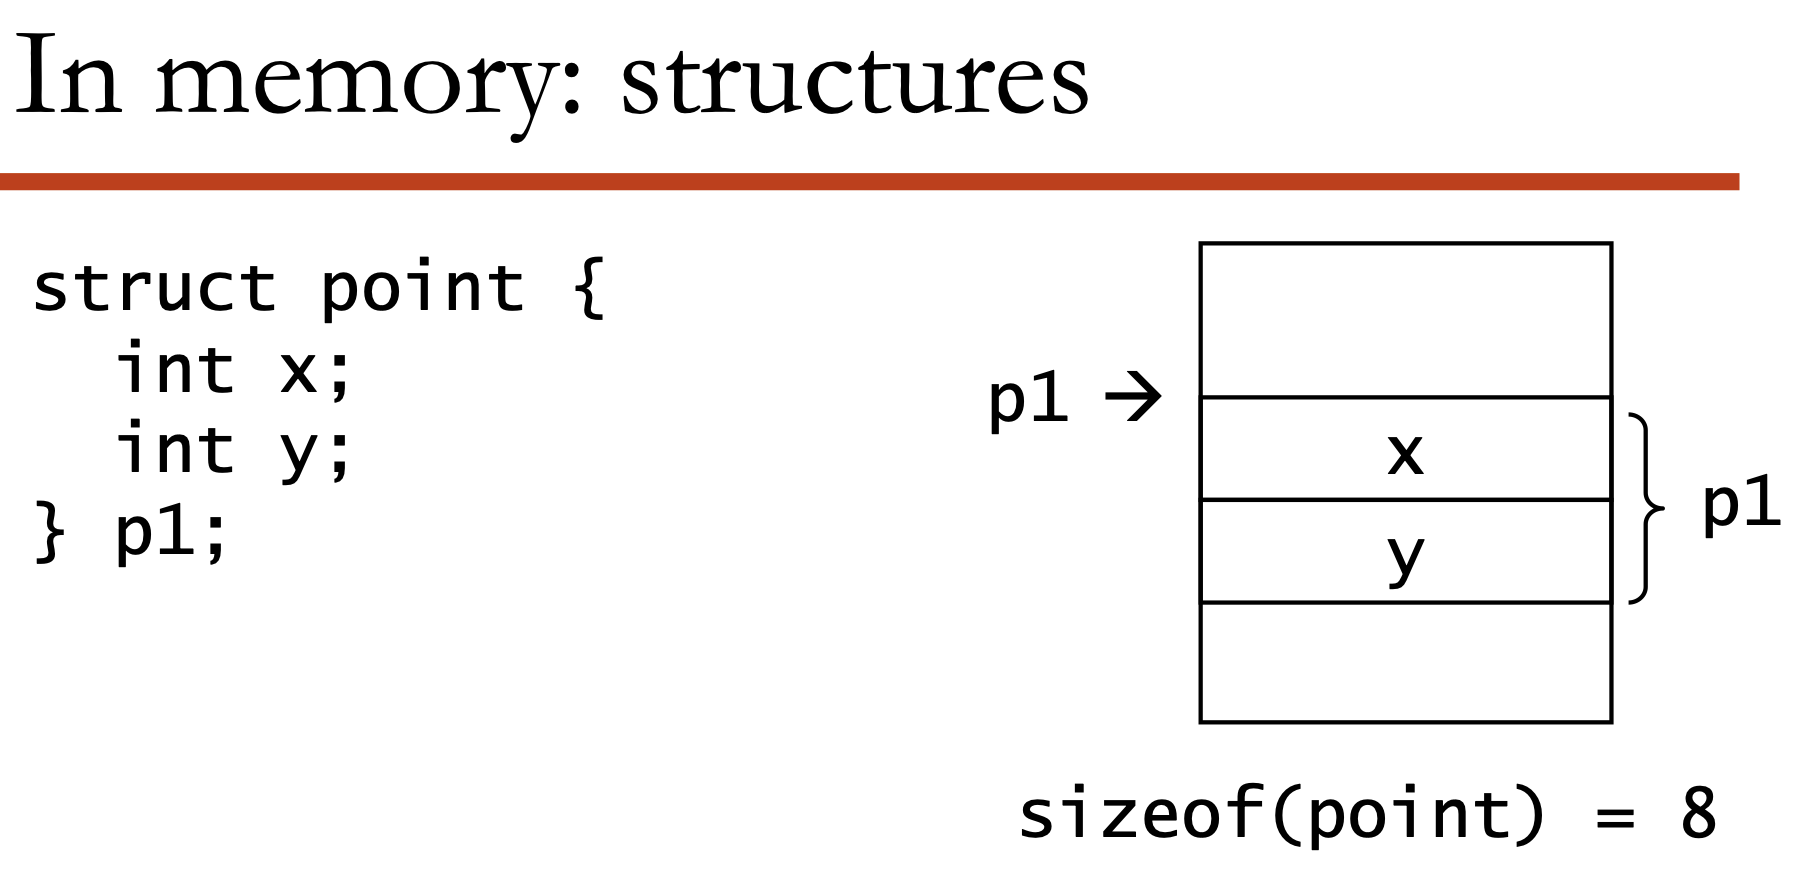 In memory: structures
struct point {
  int x;
  int y;
} p1;
p1 →
x
y
p1
sizeof(point) = 8